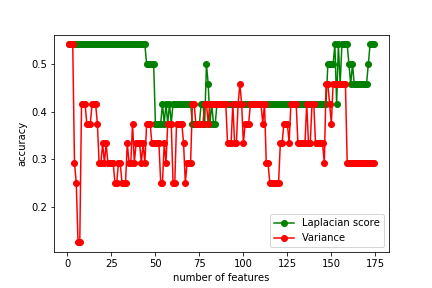 0.5
0.4
0.3
0.2
accuracy
0 25 50 75 100 125 150 175
number of features
Laplacian score
Variance